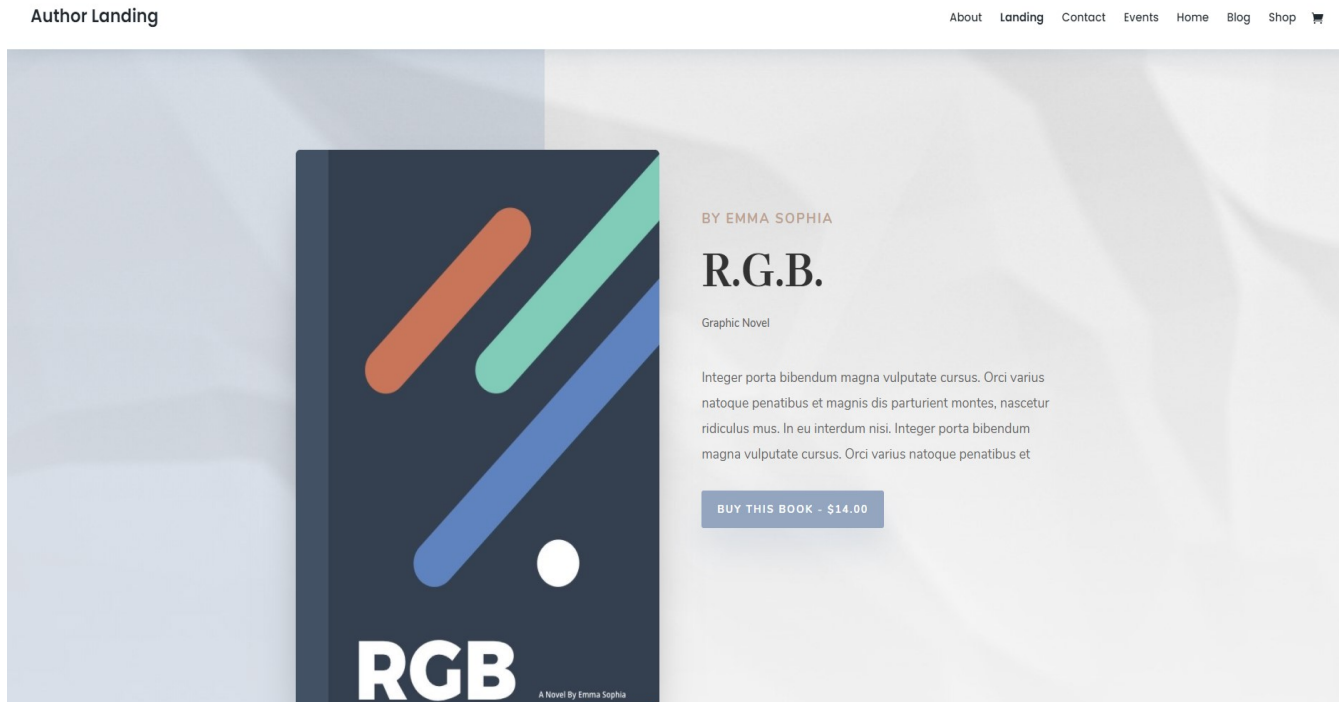 Author Landing
About Landing Contact Events Home Blog Shop
BY EMMA SOPHIA
R.G.B.
Graphic Novel
Integer porta bibendum magna vulputate cursus. Orci varius
natoque penatibus et magnis dis parturient montes, nascetur
ridiculus mus. In eu interdum nisi. Integer porta bibendum
magna vulputate cursus. Orci varius natoque penatibus et
BUY THIS BOOK - $14.00
RGB
A Novel By Emma Sophia